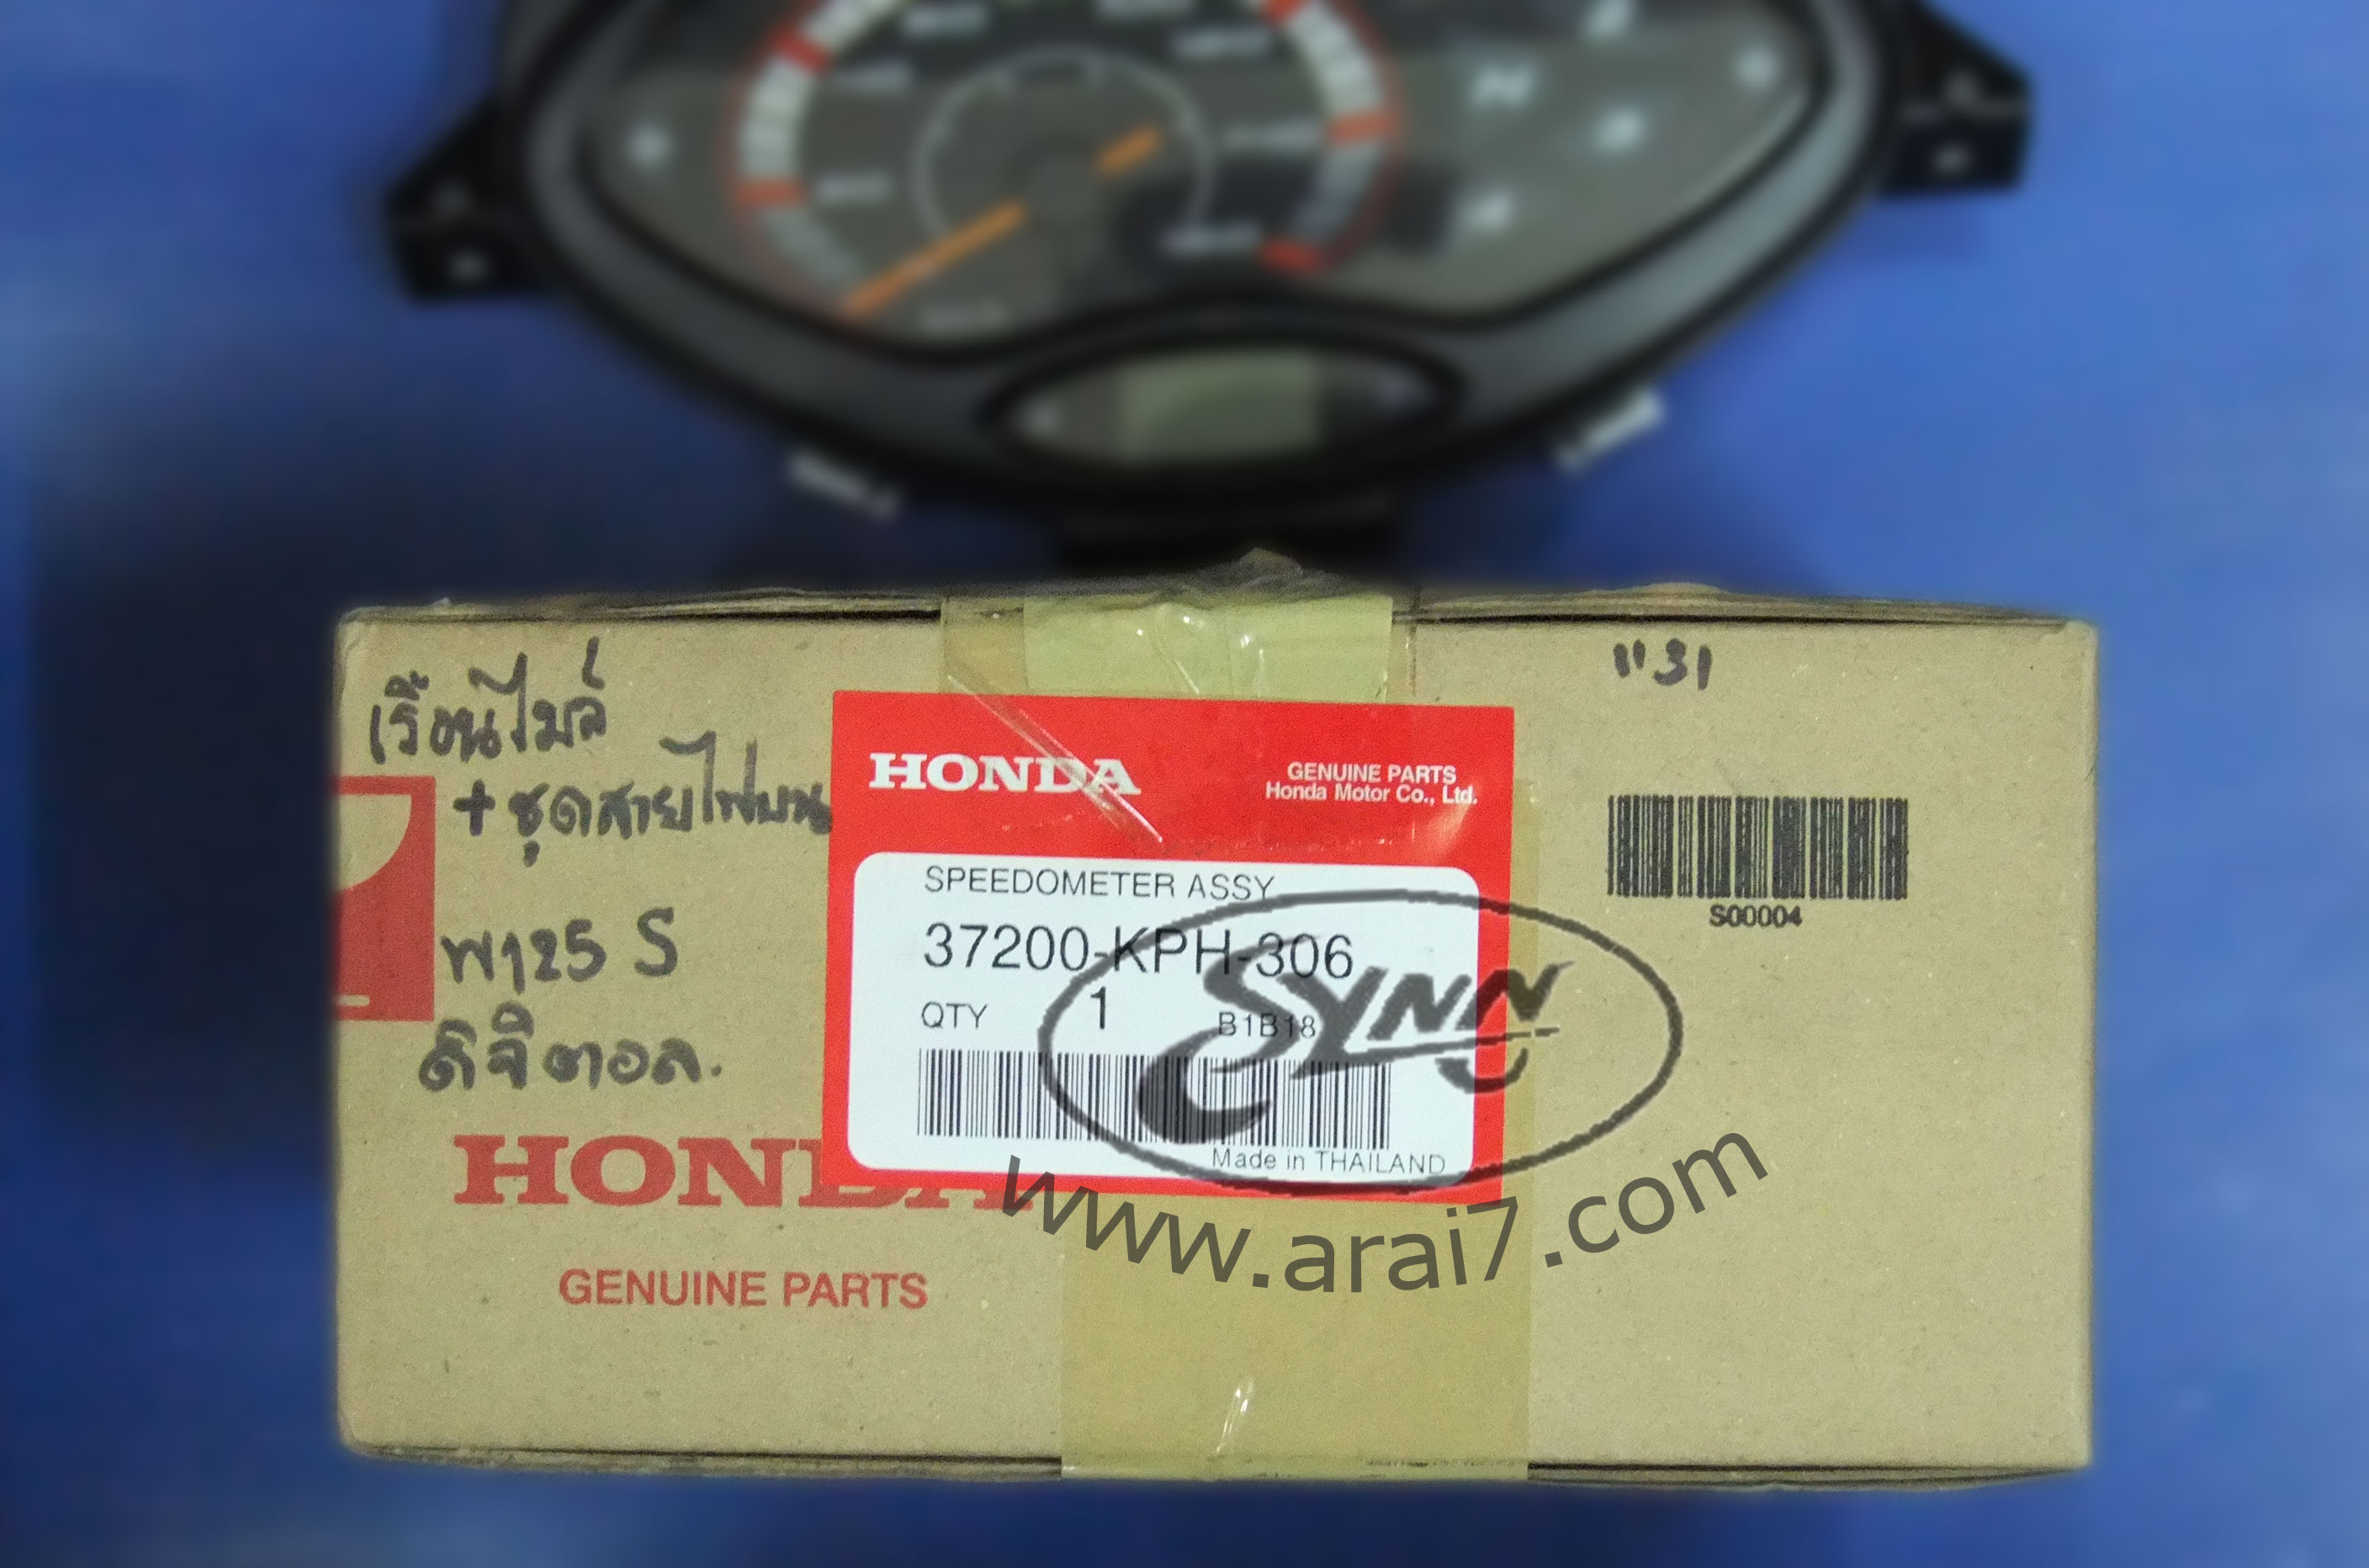 เรือนไมล์
+ ชุดสายไฟบน
W125 S
ดิจิตอล.
HONDA
GENUINE PARTS
HONDA
GENUINE PARTS
Honda Motor Co., Ltd.
SPEEDOMETER ASSY
37200-KPH-306
QTY 1 B1B18
Made in THAILAND
"31
S00004
SYNN
www.arai7.com